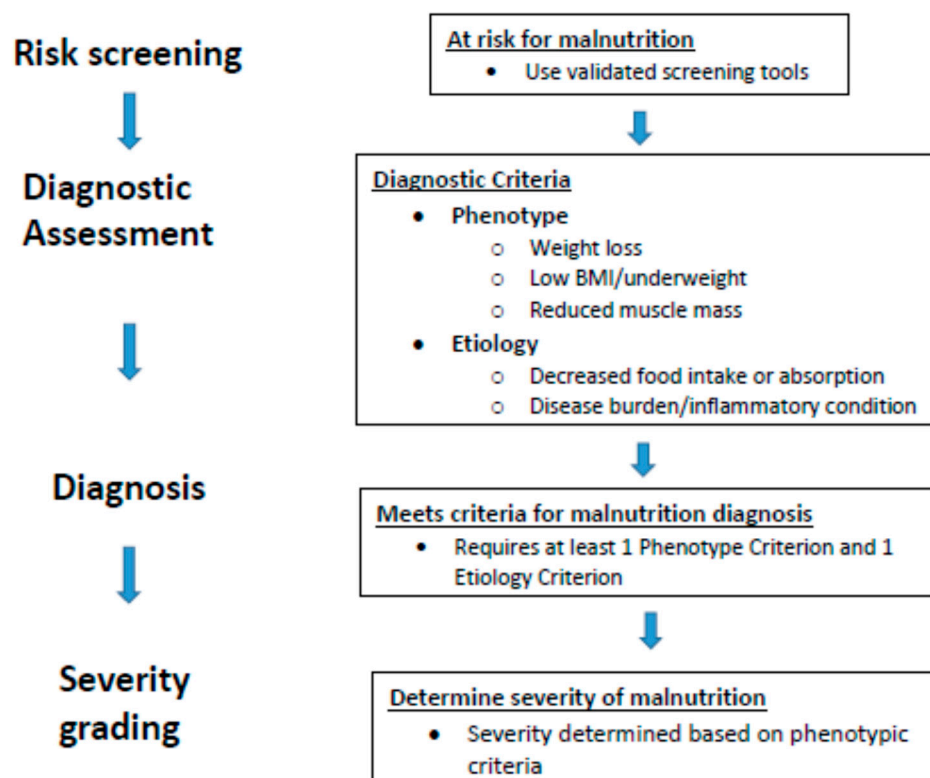 Risk screening
At risk for malnutrition
• Use validated screening tools
Diagnostic
Assessment
Diagnostic Criteria
• Phenotype
○ Weight loss
○ Low BMI/underweight
○ Reduced muscle mass
• Etiology
○ Decreased food intake or absorption
○ Disease burden/inflammatory condition
Diagnosis
Meets criteria for malnutrition diagnosis
• Requires at least 1 Phenotype Criterion and 1
Etiology Criterion
Severity
grading
Determine severity of malnutrition
• Severity determined based on phenotypic
criteria